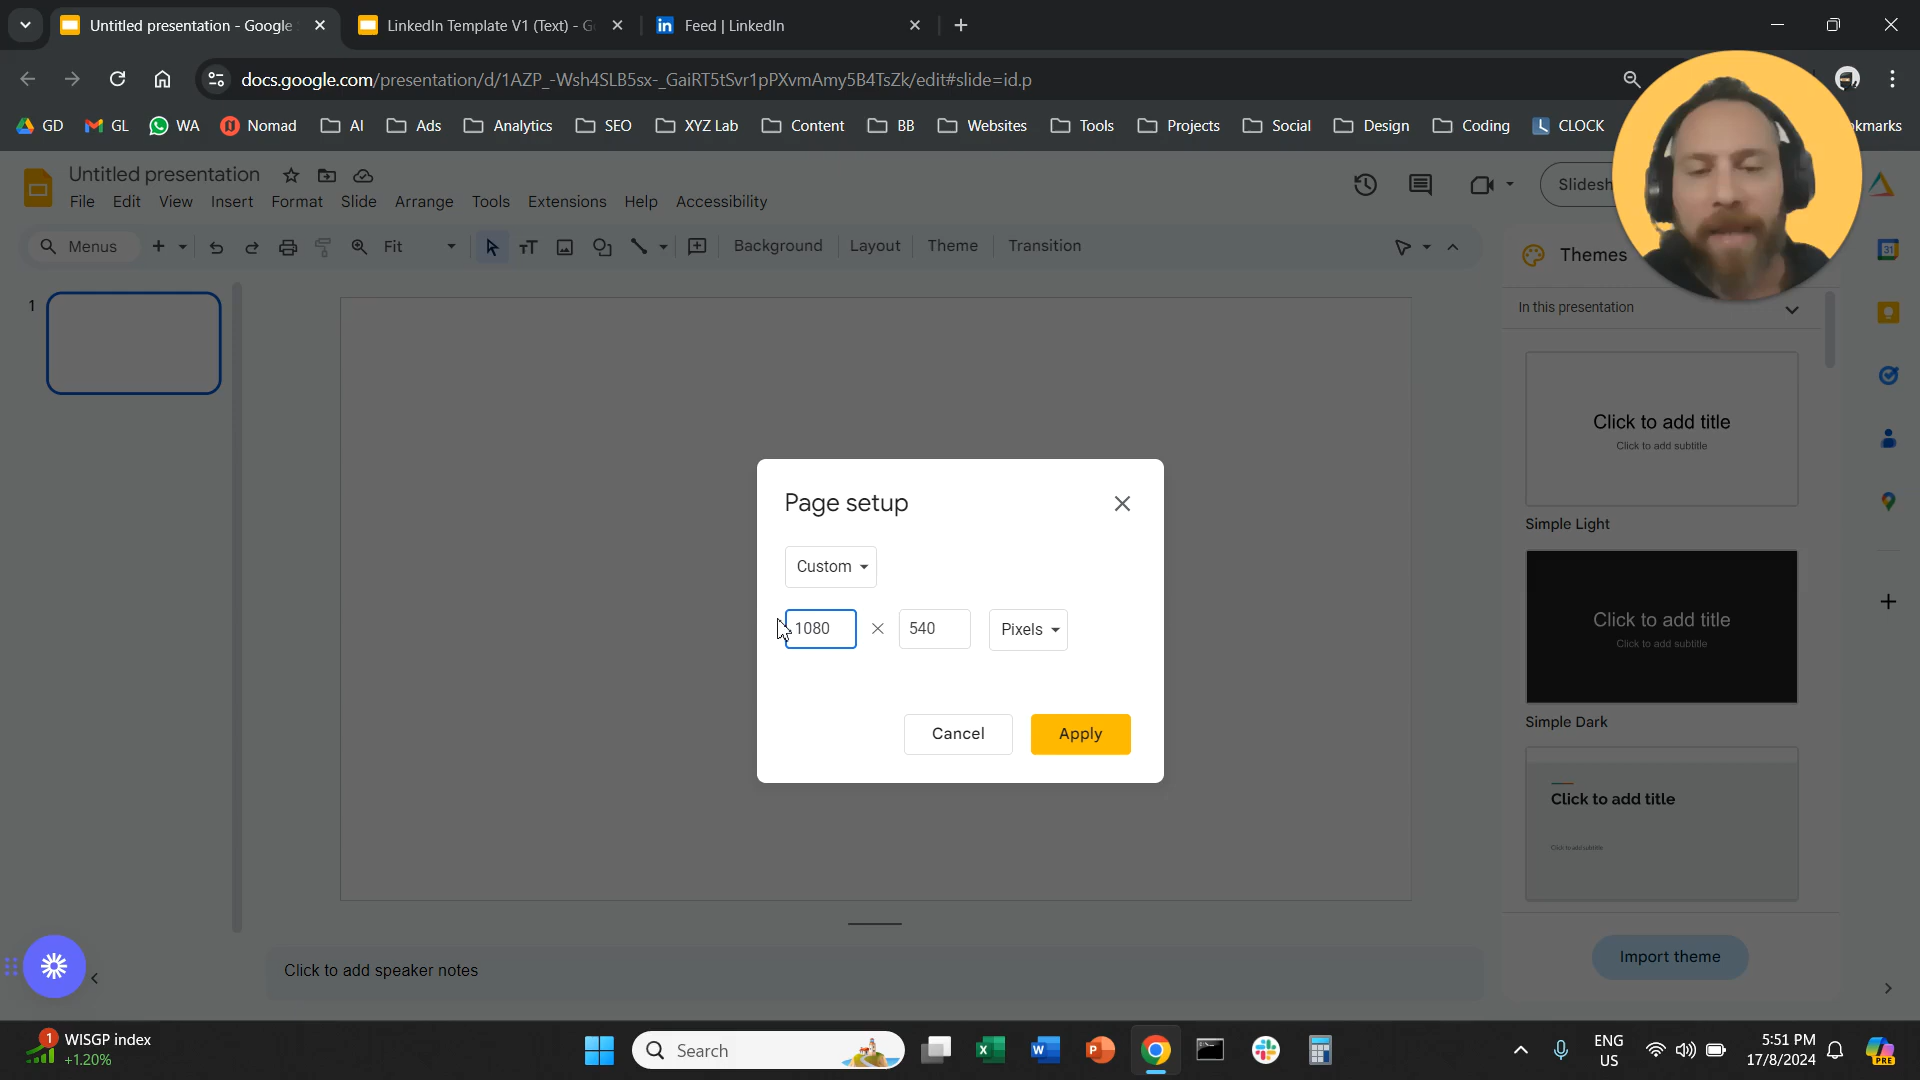 Untitled presentation - Google
LinkedIn Template V1 (Text) - G
Feed | LinkedIn
docs.google.com/presentation/d/1AZP_-Wsh4SLB5sx-_GaiRT5tSvr1pPXvmAmy5B4TsZk/edit#slide=id.p
GD GL WA Nomad AI Ads Analytics SEO XYZ Lab Content BB Websites Tools Projects Social Design Coding CLOCK kmarks
Untitled presentation
File Edit View Insert Format Slide Arrange Tools Extensions Help Accessibility
Slidesh
Menus Fit Background Layout Theme Transition
Themes
In this presentation
1
Click to add title
Click to add subtitle
Simple Light
Click to add title
Click to add subtitle
Simple Dark
Click to add title
Click to add subtitle
Import theme
Page setup
Custom
1080 × 540 Pixels
Cancel Apply
Click to add speaker notes
1 WISGP index
+1.20%
Search
ENG
US
5:51 PM
17/8/2024
PRE